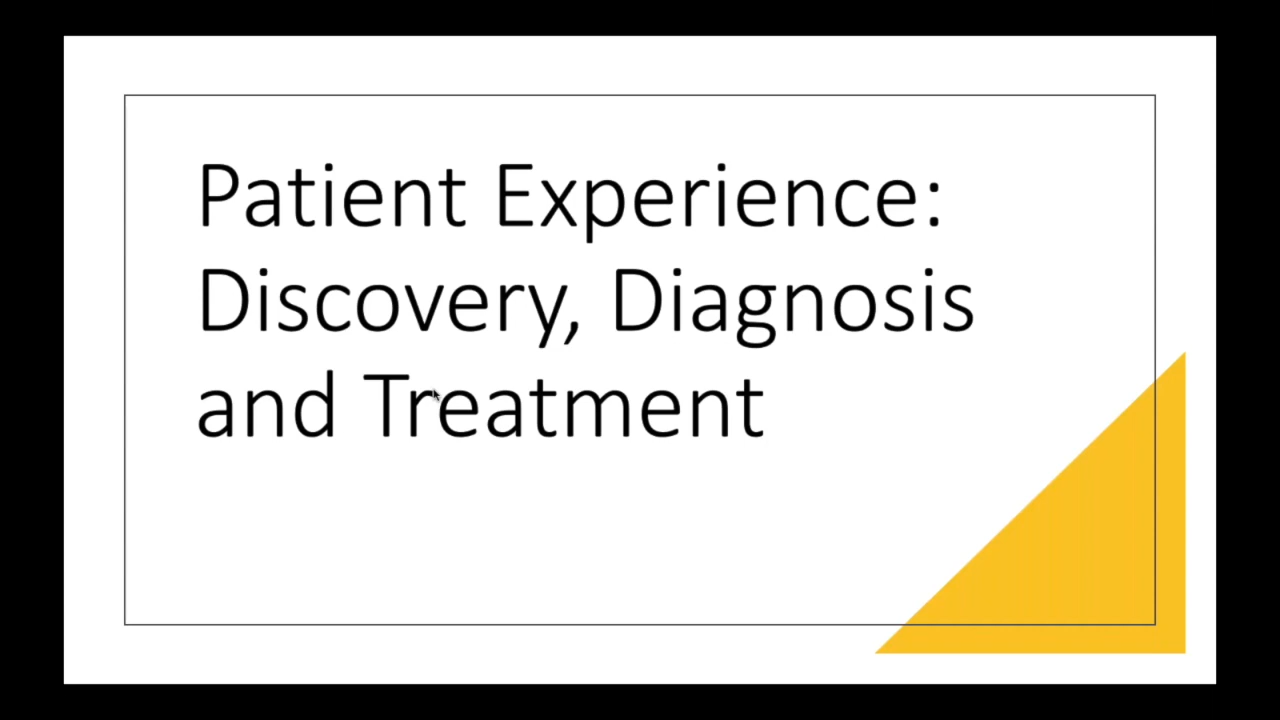 Patient Experience:
Discovery, Diagnosis
and Treatment